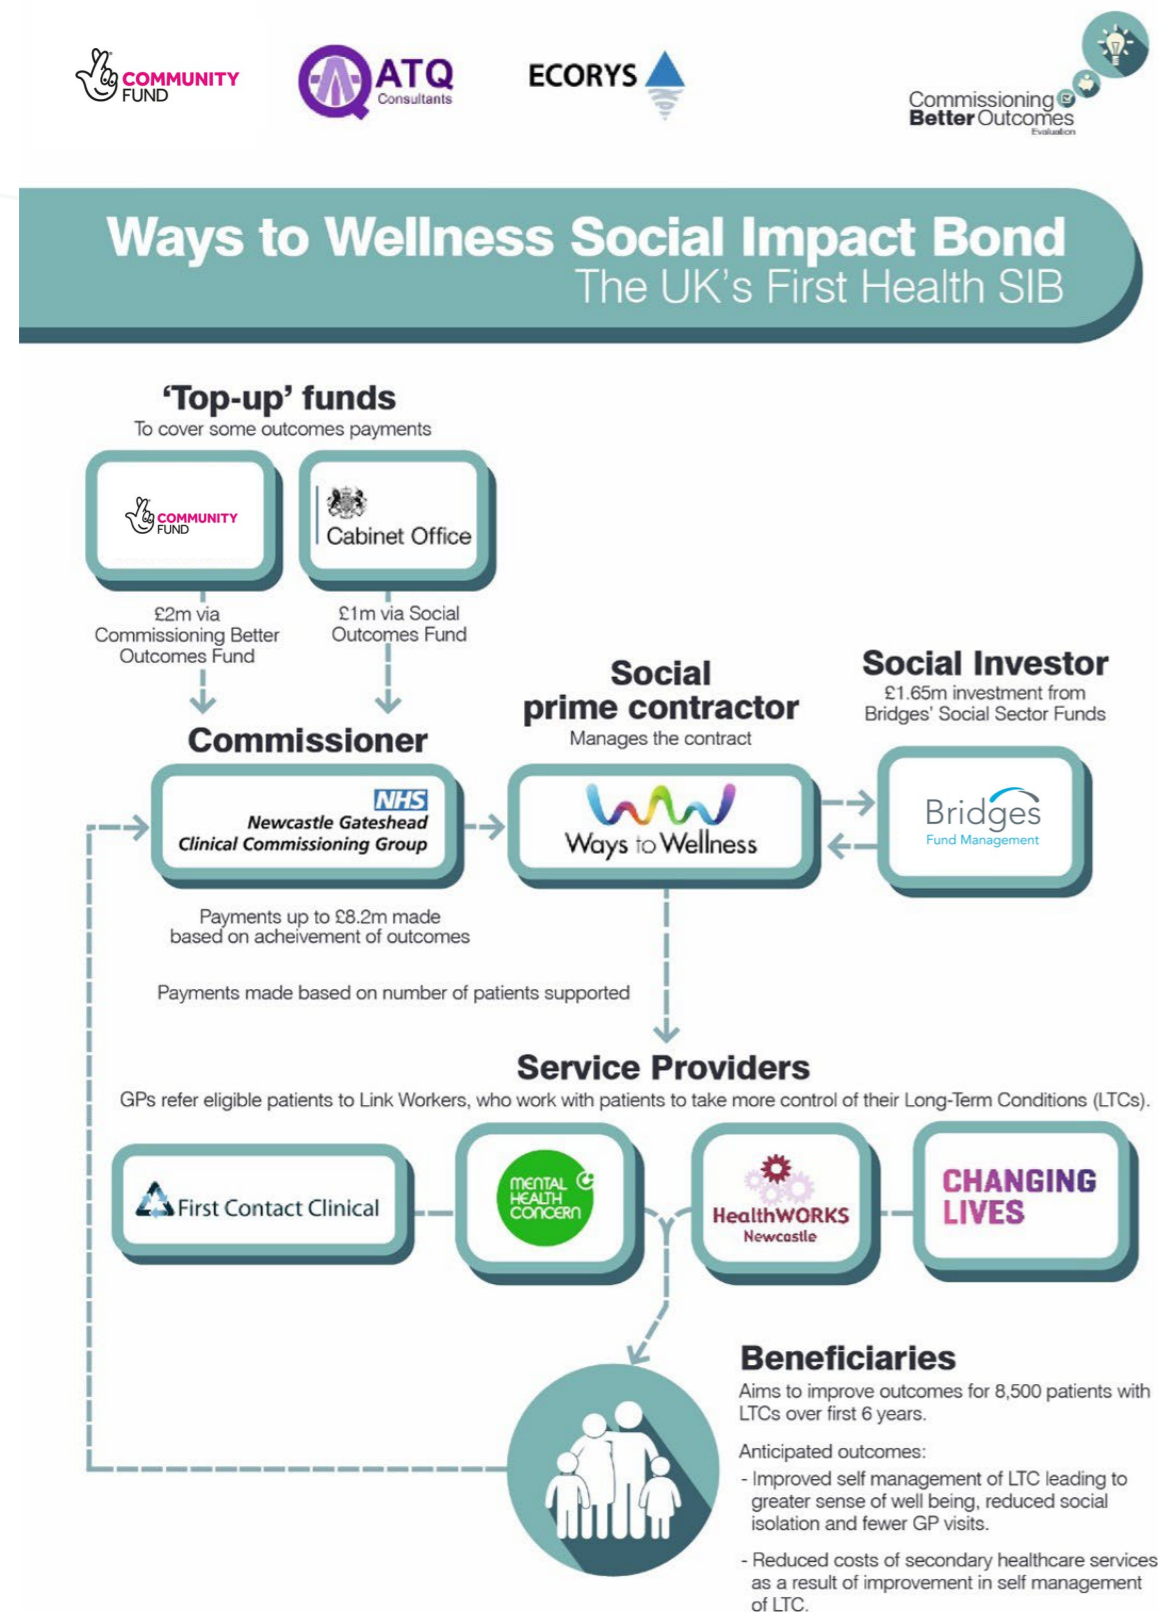 COMMUNITY
FUND
ATQ
Consultants
ECORYS
Commissioning
Better Outcomes
Evaluation
Ways to Wellness Social Impact Bond
The UK's First Health SIB
'Top-up' funds
To cover some outcomes payments
COMMUNITY
FUND
Cabinet Office
£2m via
Commissioning Better
Outcomes Fund
£1m via Social
Outcomes Fund
Social
prime contractor
Manages the contract
Social Investor
£1.65m investment from
Bridges' Social Sector Funds
Commissioner
NHS
Newcastle Gateshead
Clinical Commissioning Group
Ways to Wellness
Bridges
Fund Management
Payments up to £8.2m made
based on acheivement of outcomes
Payments made based on number of patients supported
Service Providers
GPs refer eligible patients to Link Workers, who work with patients to take more control of their Long-Term Conditions (LTCs).
First Contact Clinical
MENTAL
HEALTH
CONCERN
HealthWORKS
Newcastle
CHANGING
LIVES
Beneficiaries
Aims to improve outcomes for 8,500 patients with
LTCs over first 6 years.
Anticipated outcomes:
- Improved self management of LTC leading to
greater sense of well being, reduced social
isolation and fewer GP visits.
- Reduced costs of secondary healthcare services
as a result of improvement in self management
of LTC.